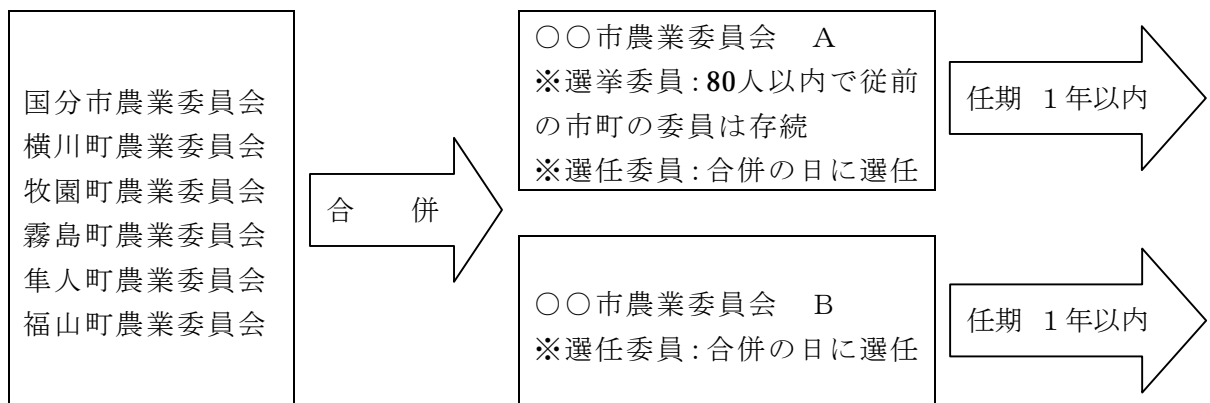 国分市農業委員会
横川町農業委員会
牧園町農業委員会
霧島町農業委員会
隼人町農業委員会
福山町農業委員会
合　併
○○市農業委員会　A
※選挙委員:80人以内で従前
の市町の委員は存続
※選任委員:合併の日に選任
任期 1年以内
○○市農業委員会　B
※選任委員:合併の日に選任
任期 1年以内